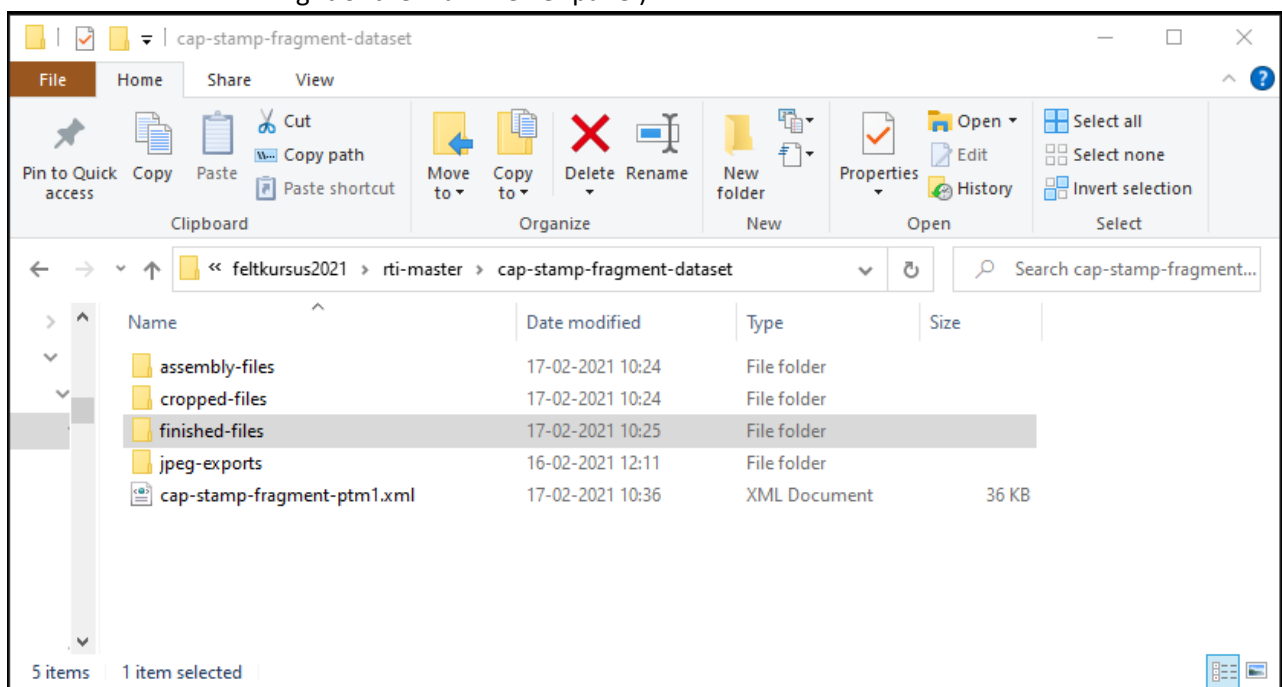 cap-stamp-fragment-dataset
File Home Share View
Pin to Quick access
Copy
Paste
Cut
Copy path
Paste shortcut
Move to
Copy to
Delete
Rename
New folder
Properties
Open
Edit
History
Select all
Select none
Invert selection
Clipboard Organize New Open Select
« feltkursus2021 › rti-master › cap-stamp-fragment-dataset
Search cap-stamp-fragment...
Name Date modified Type Size
assembly-files 17-02-2021 10:24 File folder
cropped-files 17-02-2021 10:24 File folder
finished-files 17-02-2021 10:25 File folder
jpeg-exports 16-02-2021 12:11 File folder
cap-stamp-fragment-ptm1.xml 17-02-2021 10:36 XML Document 36 KB
5 items 1 item selected